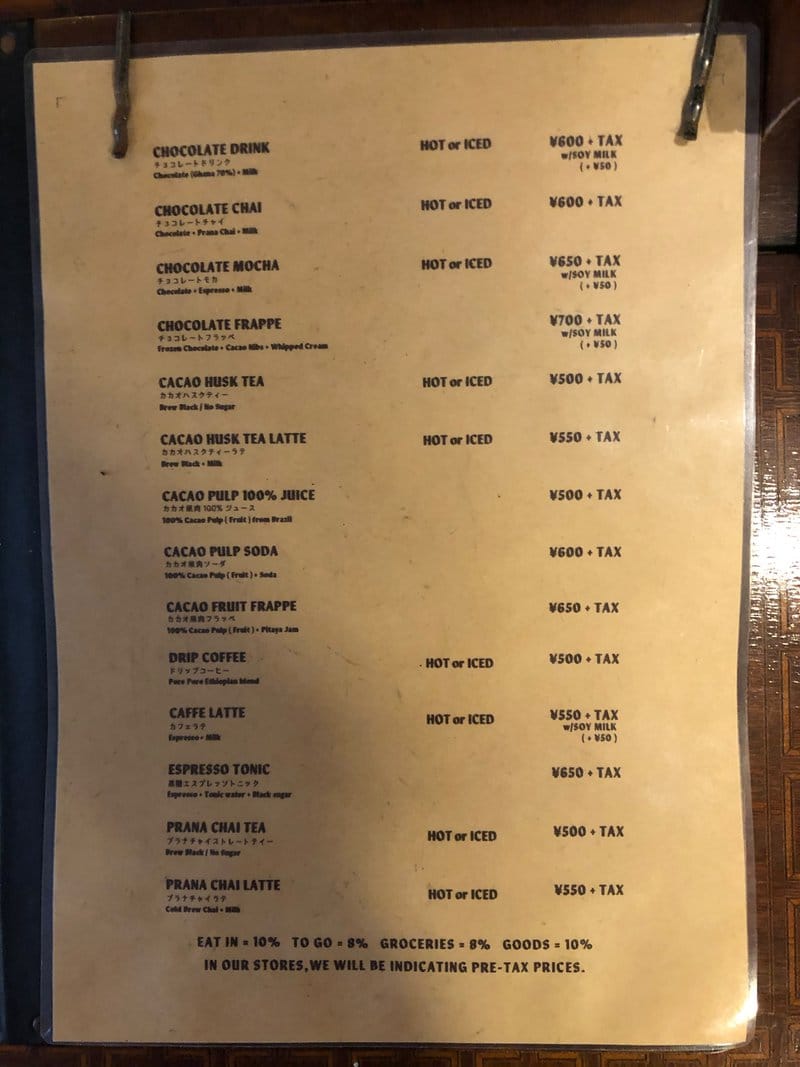 CHOCOLATE DRINK HOT or ICED ¥600 + TAX
チョコレートドリンク w/SOY MILK
Chocolate (Ghana 70%) + Milk ( + ¥50 )
CHOCOLATE CHAI HOT or ICED ¥600 + TAX
チョコレートチャイ
Chocolate + Prana Chai + Milk
CHOCOLATE MOCHA HOT or ICED ¥650 + TAX
チョコレートモカ w/SOY MILK
Chocolate + Espresso + Milk ( + ¥50 )
CHOCOLATE FRAPPE ¥700 + TAX
チョコレートフラッペ w/SOY MILK
Frozen Chocolate + Cacao Nibs + Whipped Cream ( + ¥50 )
CACAO HUSK TEA HOT or ICED ¥500 + TAX
カカオハスクティー
Brew Black / No Sugar
CACAO HUSK TEA LATTE HOT or ICED ¥550 + TAX
カカオハスクティーラテ
Brew Black + Milk
CACAO PULP 100% JUICE ¥500 + TAX
カカオ果肉 100% ジュース
100% Cacao Pulp ( Fruit ) from Brazil
CACAO PULP SODA ¥600 + TAX
カカオ果肉ソーダ
100% Cacao Pulp ( Fruit ) + Soda
CACAO FRUIT FRAPPE ¥650 + TAX
カカオ果肉フラッペ
100% Cacao Pulp ( Fruit ) + Pitaya Jam
DRIP COFFEE HOT or ICED ¥500 + TAX
ドリップコーヒー
Pore Pore Ethiopian blend
CAFFE LATTE HOT or ICED ¥550 + TAX
カフェラテ w/SOY MILK
Espresso + Milk ( + ¥50 )
ESPRESSO TONIC ¥650 + TAX
黒糖エスプレッソトニック
Espresso + Tonic water + Black sugar
PRANA CHAI TEA HOT or ICED ¥500 + TAX
プラナチャイストレートティー
Brew Black / No Sugar
PRANA CHAI LATTE HOT or ICED ¥550 + TAX
プラナチャイラテ
Cold Brew Chai + Milk
EAT IN = 10% TO GO = 8% GROCERIES = 8% GOODS = 10%
IN OUR STORES,WE WILL BE INDICATING PRE-TAX PRICES.